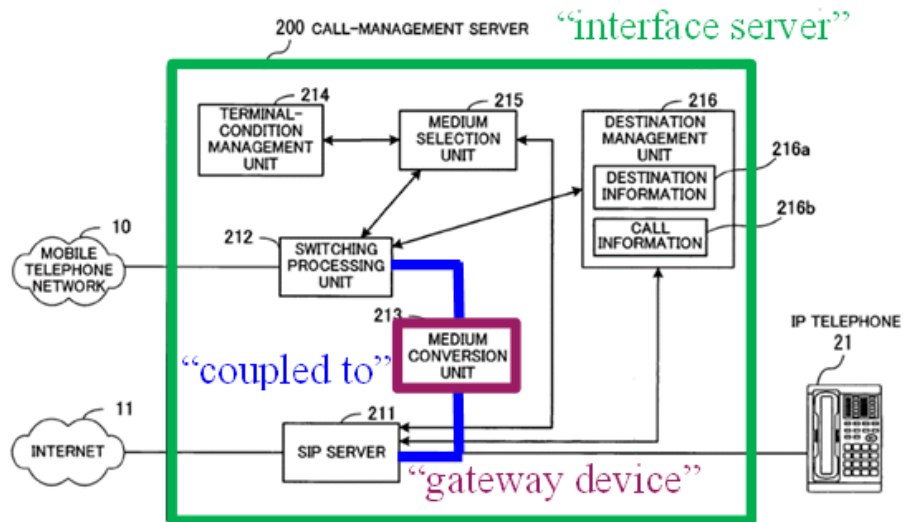 200 CALL-MANAGEMENT SERVER
“interface server”
214
TERMINAL-
CONDITION
MANAGEMENT
UNIT
215
MEDIUM
SELECTION
UNIT
216
DESTINATION
MANAGEMENT
UNIT
216a
DESTINATION
INFORMATION
216b
CALL
INFORMATION
10
MOBILE
TELEPHONE
NETWORK
212
SWITCHING
PROCESSING
UNIT
213
MEDIUM
CONVERSION
UNIT
“coupled to”
IP TELEPHONE
21
11
INTERNET
211
SIP SERVER
“gateway device”